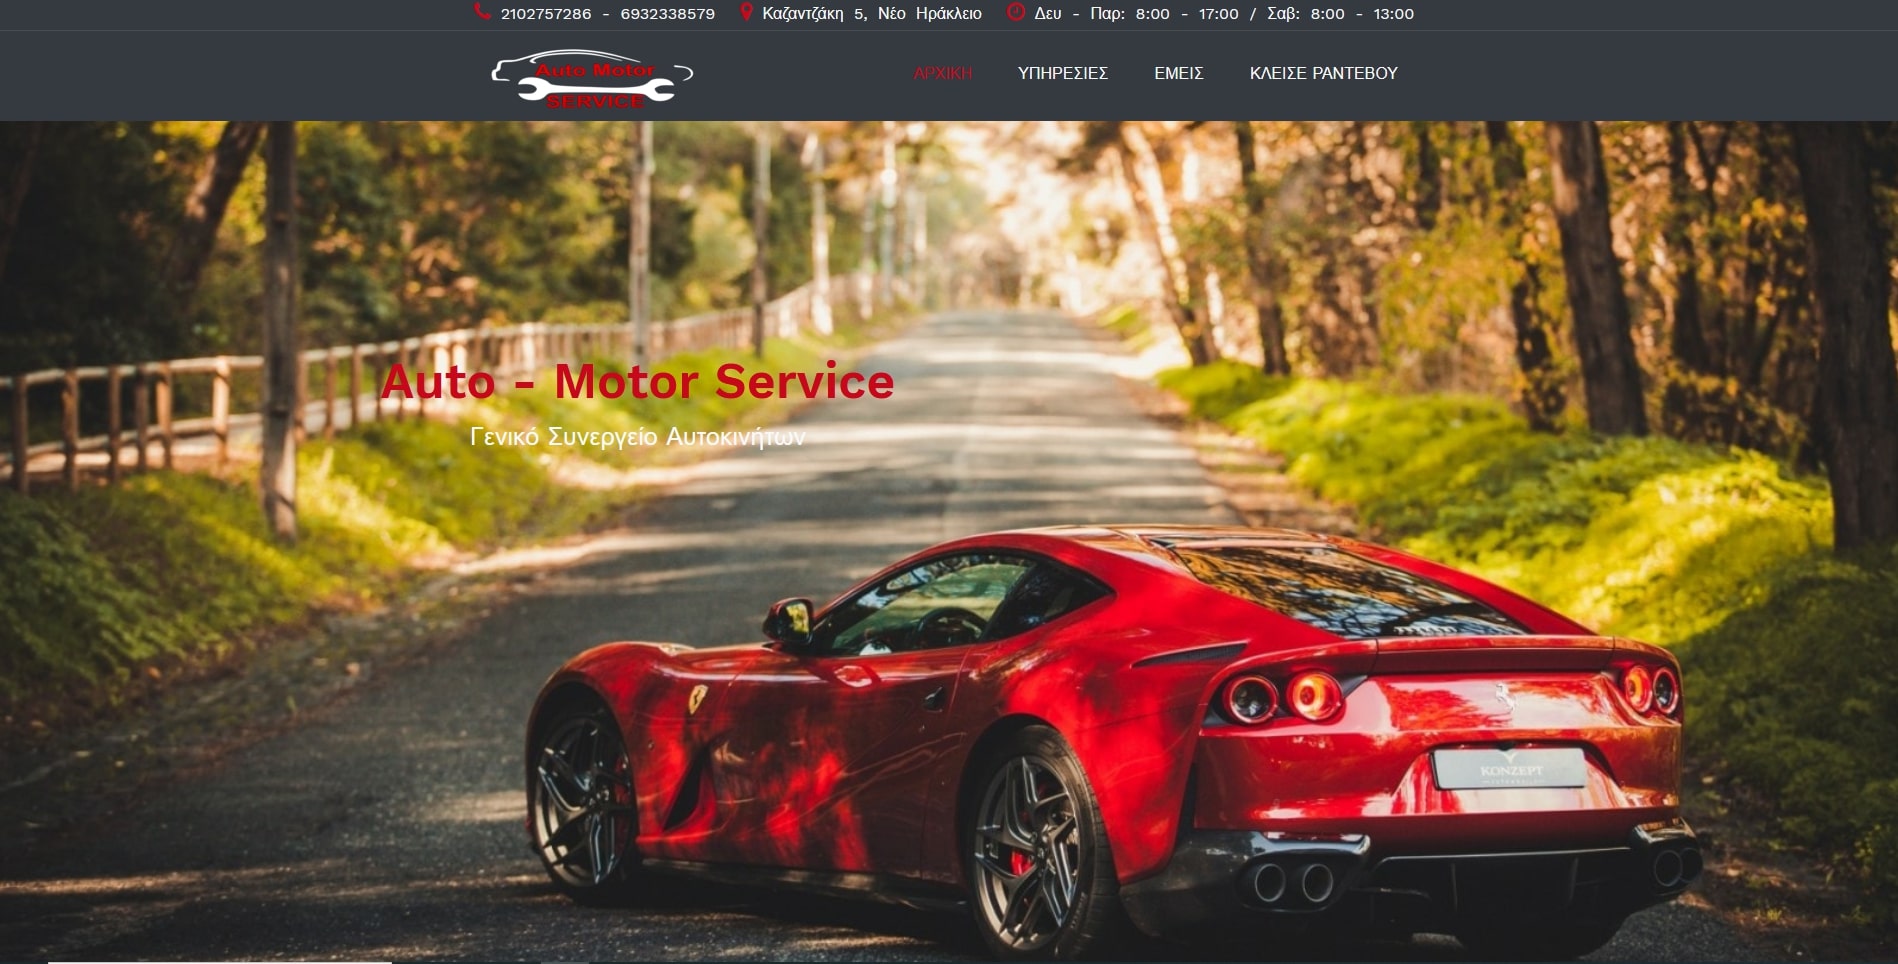 2102757286 - 6932338579 Καζαντζάκη 5, Νέο Ηράκλειο Δευ - Παρ: 8:00 - 17:00 / Σαβ: 8:00 - 13:00
Auto Motor
SERVICE
ΑΡΧΙΚΗ ΥΠΗΡΕΣΙΕΣ ΕΜΕΙΣ ΚΛΕΙΣΕ ΡΑΝΤΕΒΟΥ
Auto - Motor Service
Γενικό Συνεργείο Αυτοκινήτων
KONZEPT